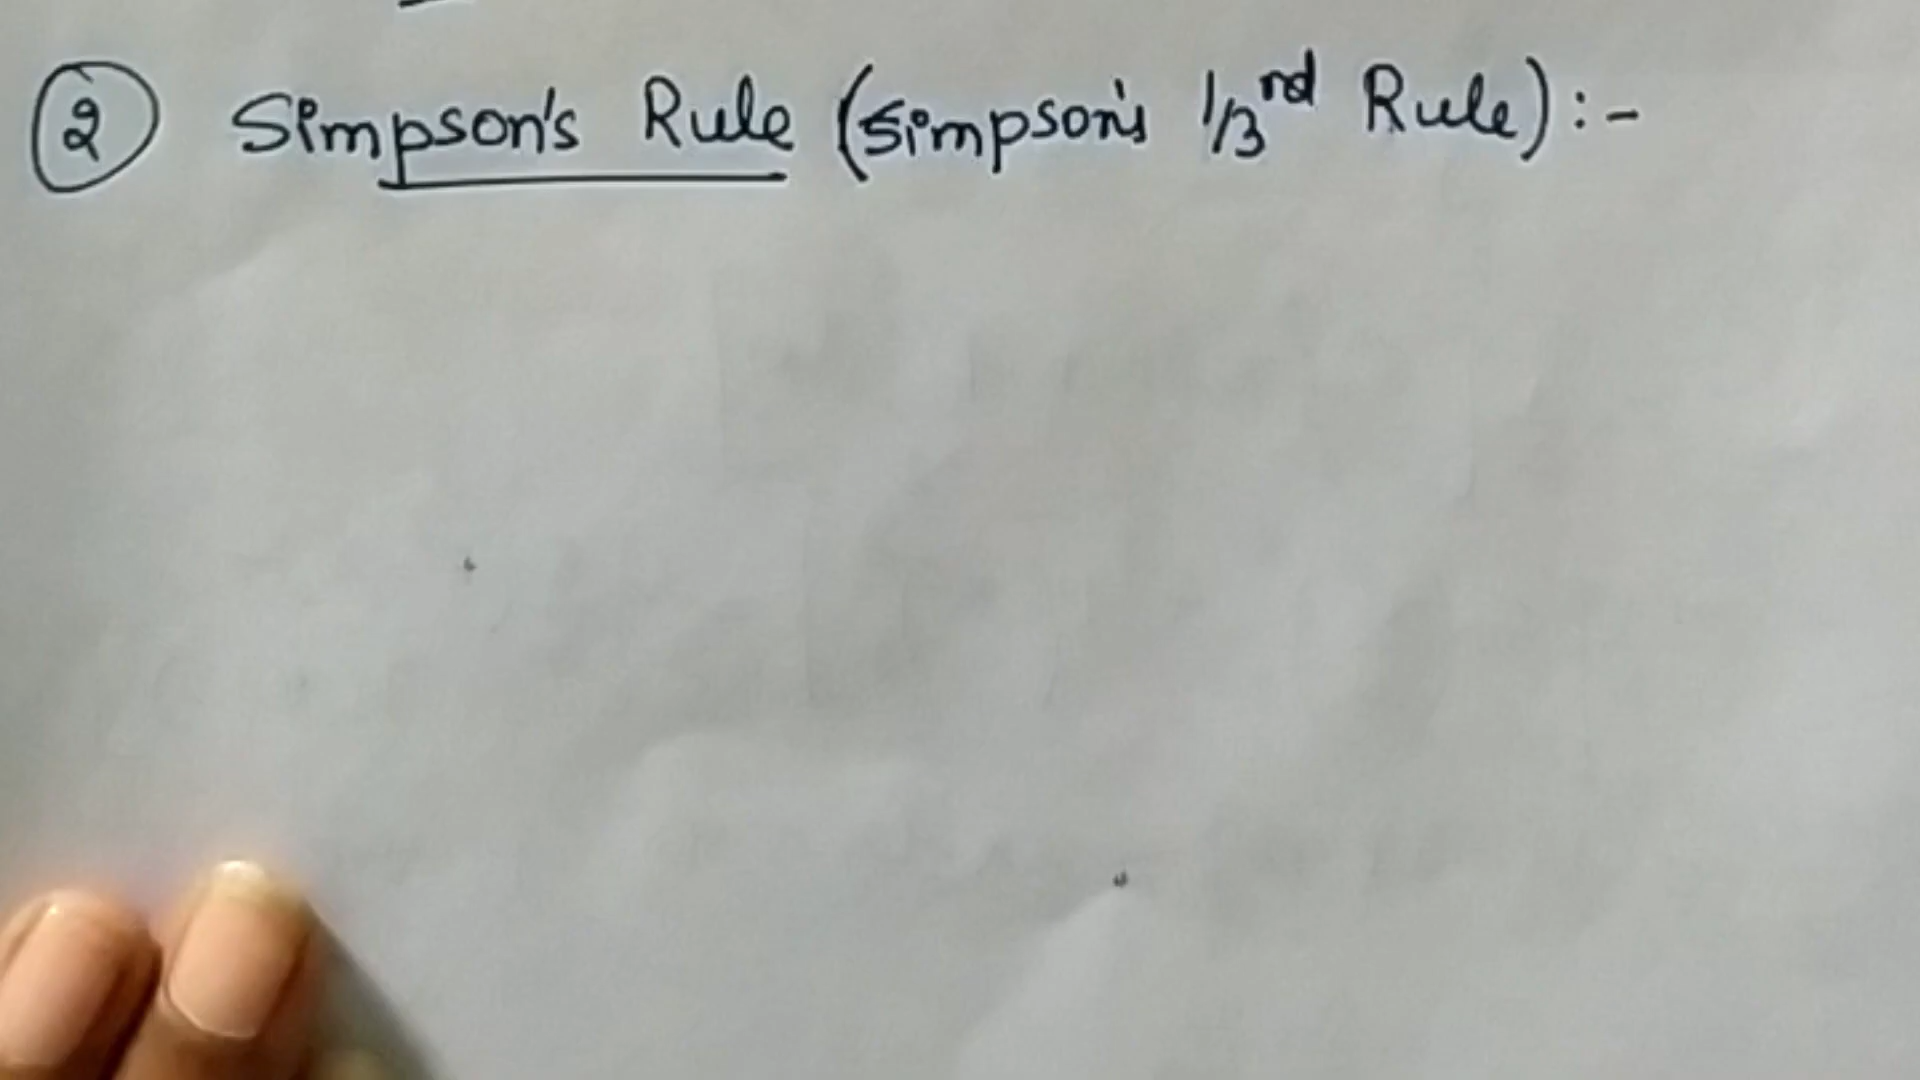 ② Simpson's Rule (Simpson's 1/3rd Rule) :-